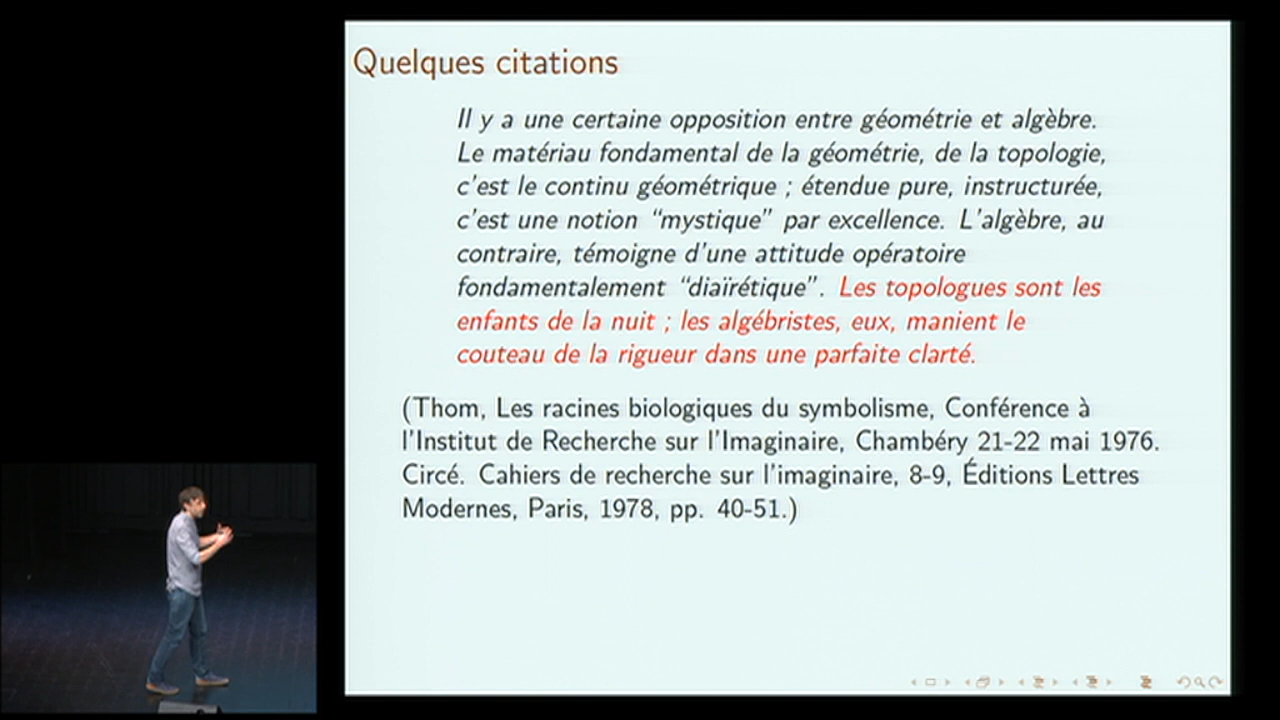 Quelques citations
Il y a une certaine opposition entre géométrie et algèbre.
Le matériau fondamental de la géométrie, de la topologie,
c'est le continu géométrique ; étendue pure, instructurée,
c'est une notion “mystique” par excellence. L'algèbre, au
contraire, témoigne d'une attitude opératoire
fondamentalement “diaïrétique”. Les topologues sont les
enfants de la nuit ; les algébristes, eux, manient le
couteau de la rigueur dans une parfaite clarté.
(Thom, Les racines biologiques du symbolisme, Conférence à
l'Institut de Recherche sur l'Imaginaire, Chambéry 21-22 mai 1976.
Circé. Cahiers de recherche sur l'imaginaire, 8-9, Éditions Lettres
Modernes, Paris, 1978, pp. 40-51.)